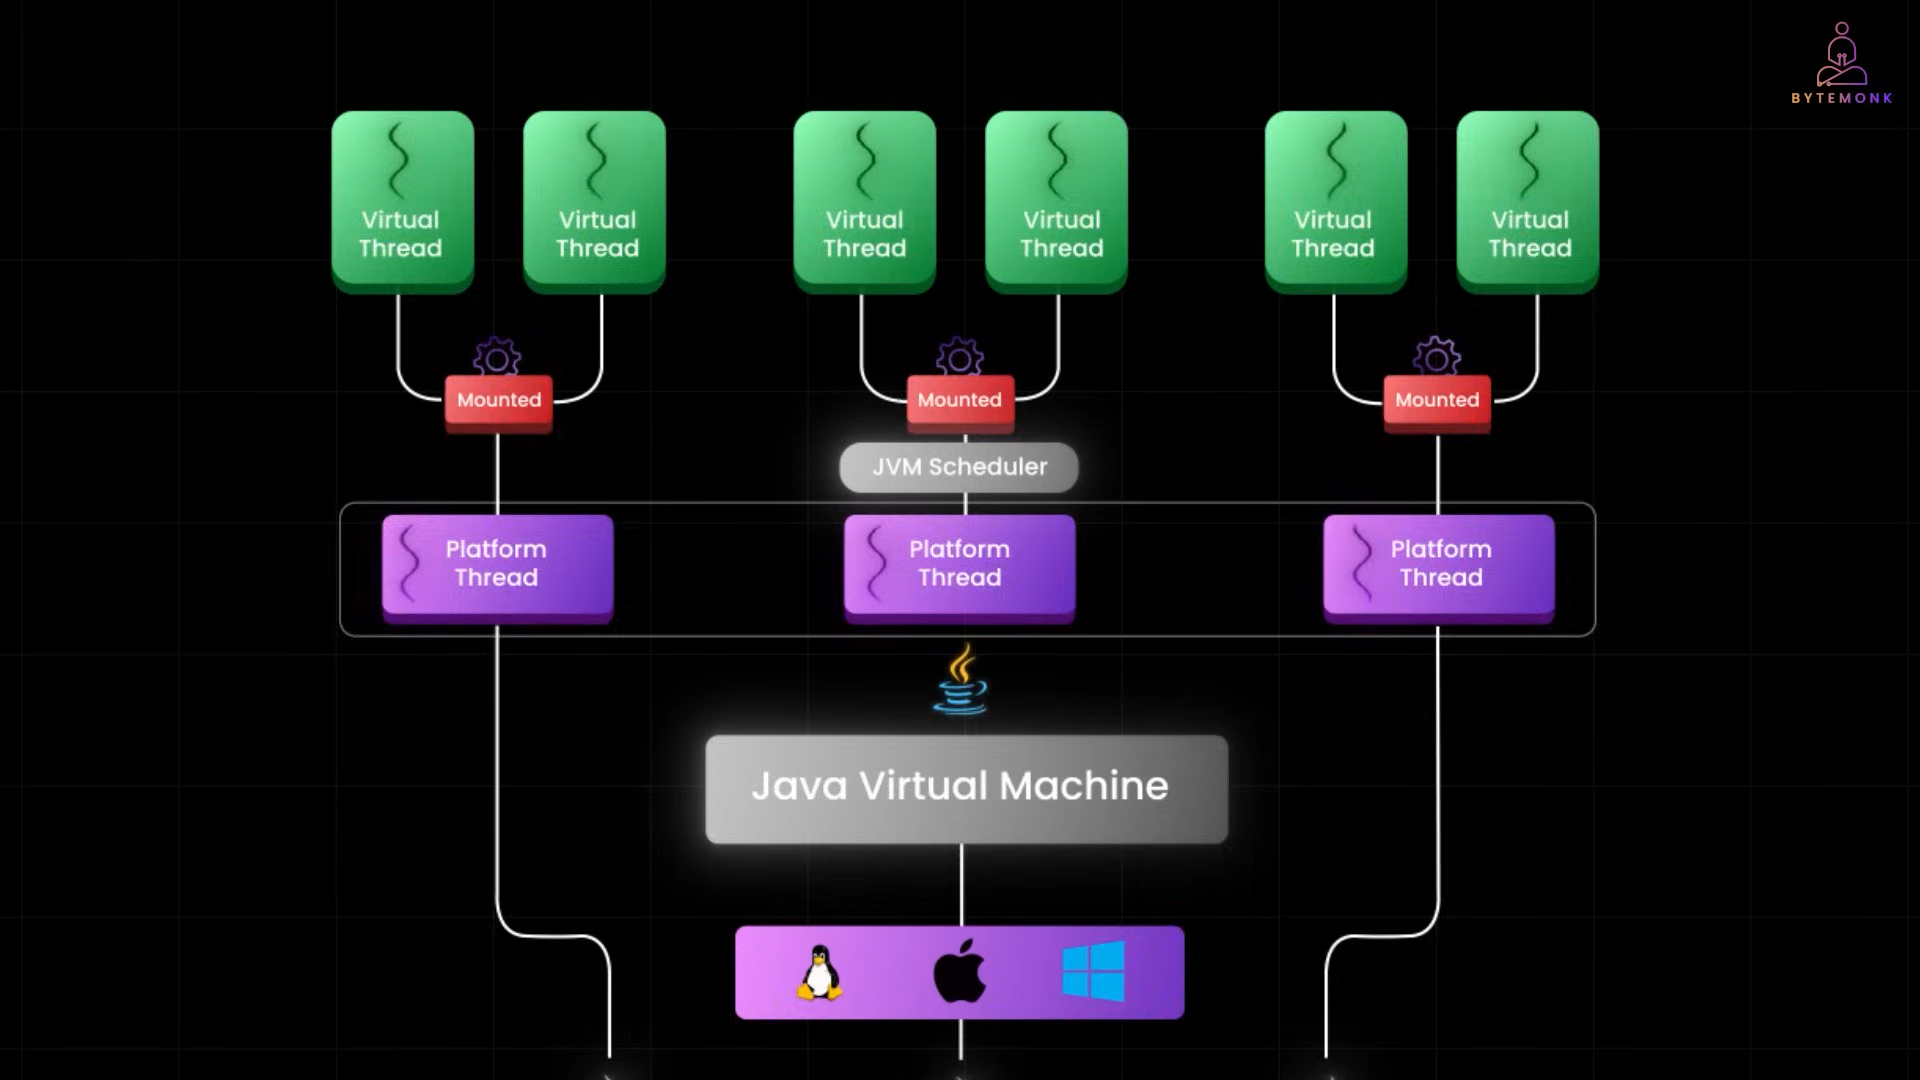 BYTEMONK
Virtual
Thread
Virtual
Thread
Virtual
Thread
Virtual
Thread
Virtual
Thread
Virtual
Thread
Mounted
Mounted
Mounted
JVM Scheduler
Platform
Thread
Platform
Thread
Platform
Thread
Java Virtual Machine